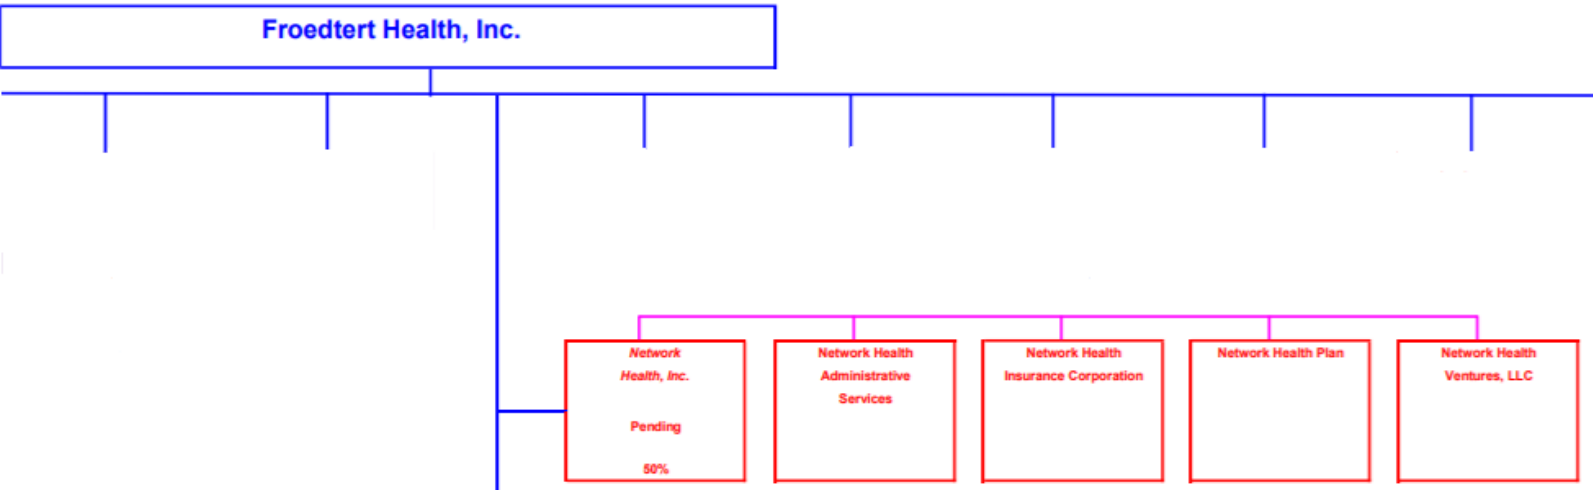 Froedtert Health, Inc.
Network
Health, Inc.
Pending
50%
Network Health
Administrative
Services
Network Health
Insurance Corporation
Network Health Plan
Network Health
Ventures, LLC